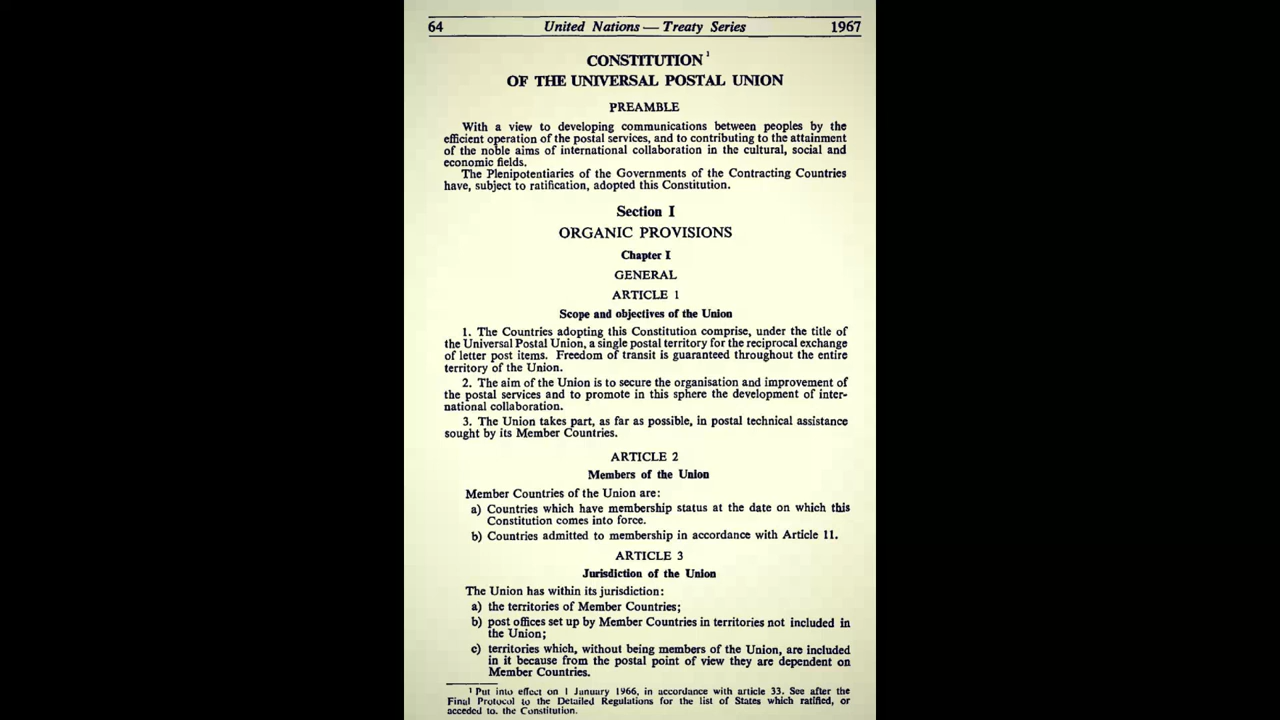 64 United Nations — Treaty Series 1967
CONSTITUTION ¹
OF THE UNIVERSAL POSTAL UNION
PREAMBLE
With a view to developing communications between peoples by the
efficient operation of the postal services, and to contributing to the attainment
of the noble aims of international collaboration in the cultural, social and
economic fields.
The Plenipotentiaries of the Governments of the Contracting Countries
have, subject to ratification, adopted this Constitution.
Section I
ORGANIC PROVISIONS
Chapter I
GENERAL
ARTICLE 1
Scope and objectives of the Union
1. The Countries adopting this Constitution comprise, under the title of
the Universal Postal Union, a single postal territory for the reciprocal exchange
of letter post items. Freedom of transit is guaranteed throughout the entire
territory of the Union.
2. The aim of the Union is to secure the organisation and improvement of
the postal services and to promote in this sphere the development of inter-
national collaboration.
3. The Union takes part, as far as possible, in postal technical assistance
sought by its Member Countries.
ARTICLE 2
Members of the Union
Member Countries of the Union are:
a) Countries which have membership status at the date on which this
Constitution comes into force.
b) Countries admitted to membership in accordance with Article 11.
ARTICLE 3
Jurisdiction of the Union
The Union has within its jurisdiction:
a) the territories of Member Countries;
b) post offices set up by Member Countries in territories not included in
the Union;
c) territories which, without being members of the Union, are included
in it because from the postal point of view they are dependent on
Member Countries.
¹ Put into effect on 1 January 1966, in accordance with article 33. See after the
Final Protocol to the Detailed Regulations for the list of States which ratified, or
acceded to, the Constitution.